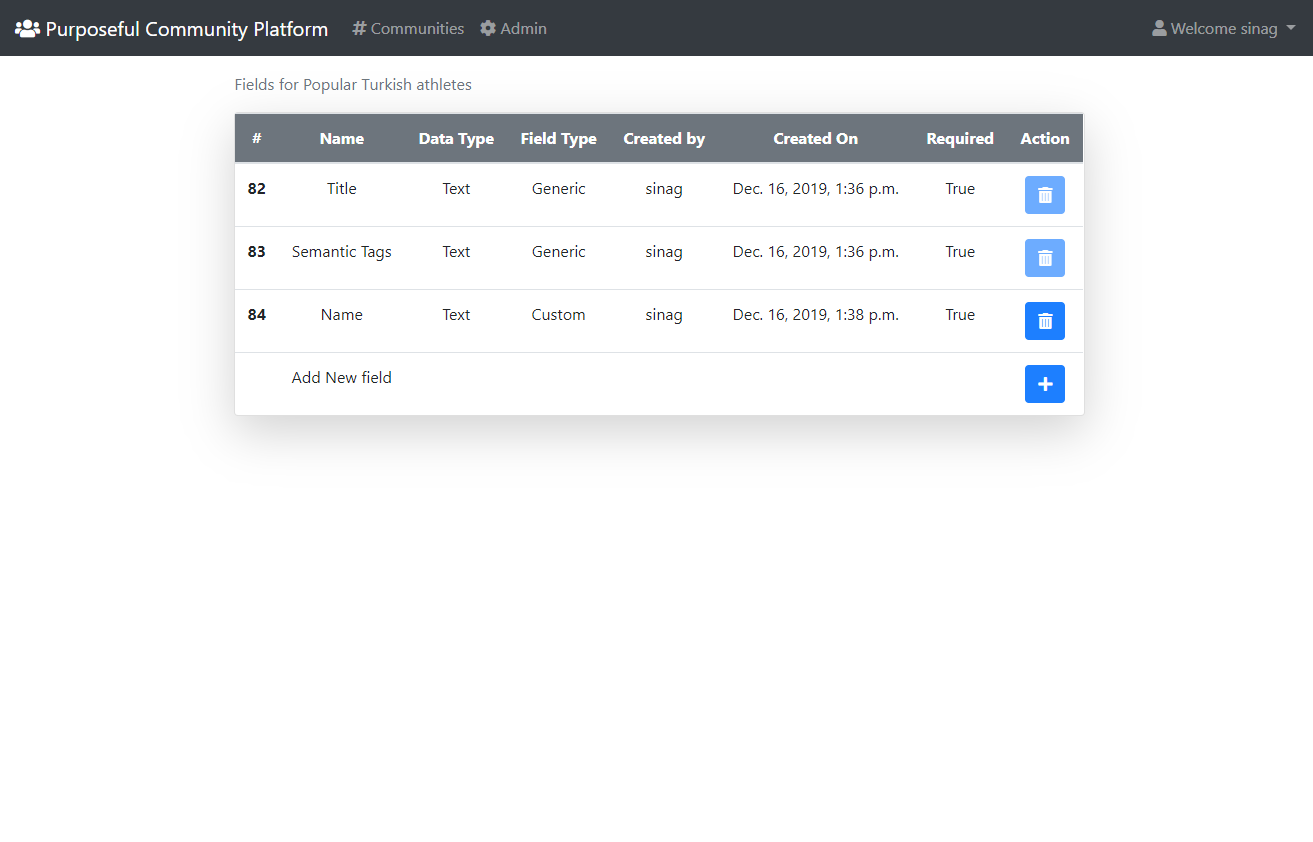 Purposeful Community Platform # Communities Admin Welcome sinag
Fields for Popular Turkish athletes
# Name Data Type Field Type Created by Created On Required Action
82 Title Text Generic sinag Dec. 16, 2019, 1:36 p.m. True
83 Semantic Tags Text Generic sinag Dec. 16, 2019, 1:36 p.m. True
84 Name Text Custom sinag Dec. 16, 2019, 1:38 p.m. True
Add New field